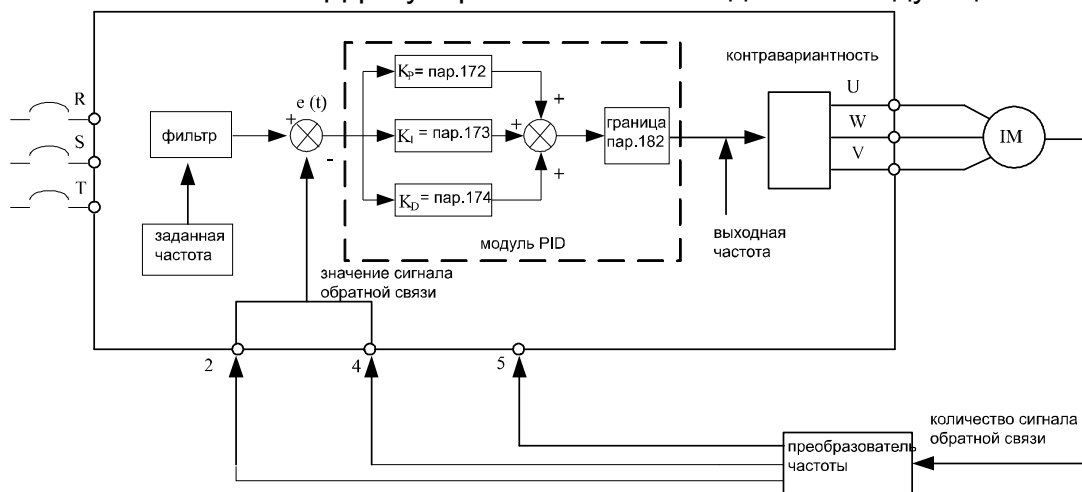 контравариантность
R
S
T
фильтр
заданная
частота
e (t)
+
-
KP = пар.172
KI = пар.173
KD = пар.174
+
+
+
граница
пар.182
модуль PID
выходная
частота
U
W
V
IM
значение сигнала
обратной связи
2
4
5
количество сигнала
обратной связи
преобразователь
частоты